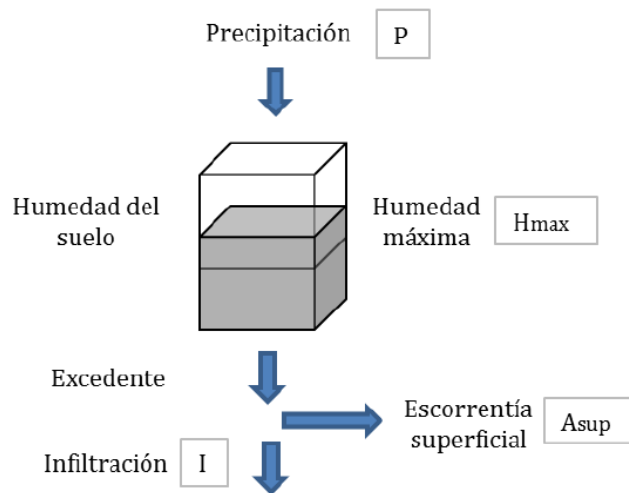 Precipitación P
Humedad del
suelo
Humedad
máxima
Hmax
Excedente
Escorrentía
superficial
Asup
Infiltración I